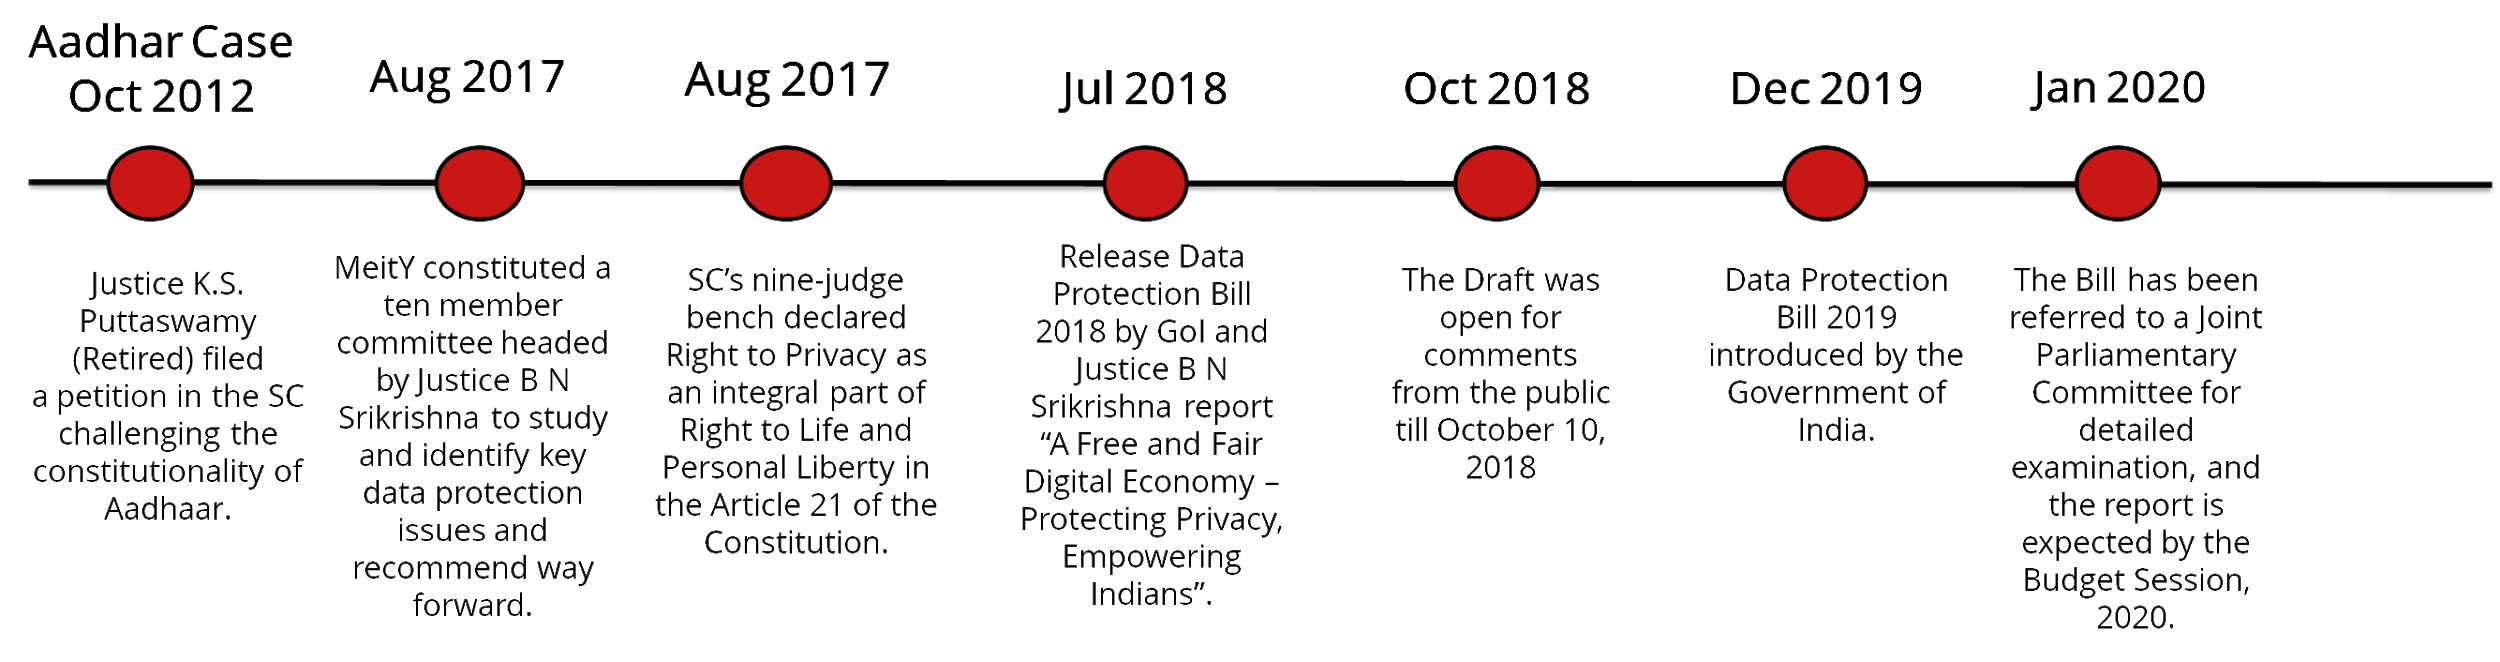 Aadhar Case
Oct 2012
Justice K.S.
Puttaswamy
(Retired) filed
a petition in the SC
challenging the
constitutionality of
Aadhaar.
Aug 2017
MeitY constituted a
ten member
committee headed
by Justice B N
Srikrishna to study
and identify key
data protection
issues and
recommend way
forward.
Aug 2017
SC’s nine-judge
bench declared
Right to Privacy as
an integral part of
Right to Life and
Personal Liberty in
the Article 21 of the
Constitution.
Jul 2018
Release Data
Protection Bill
2018 by GoI and
Justice B N
Srikrishna report
“A Free and Fair
Digital Economy –
Protecting Privacy,
Empowering
Indians”.
Oct 2018
The Draft was
open for
comments
from the public
till October 10,
2018
Dec 2019
Data Protection
Bill 2019
introduced by the
Government of
India.
Jan 2020
The Bill has been
referred to a Joint
Parliamentary
Committee for
detailed
examination, and
the report is
expected by the
Budget Session,
2020.